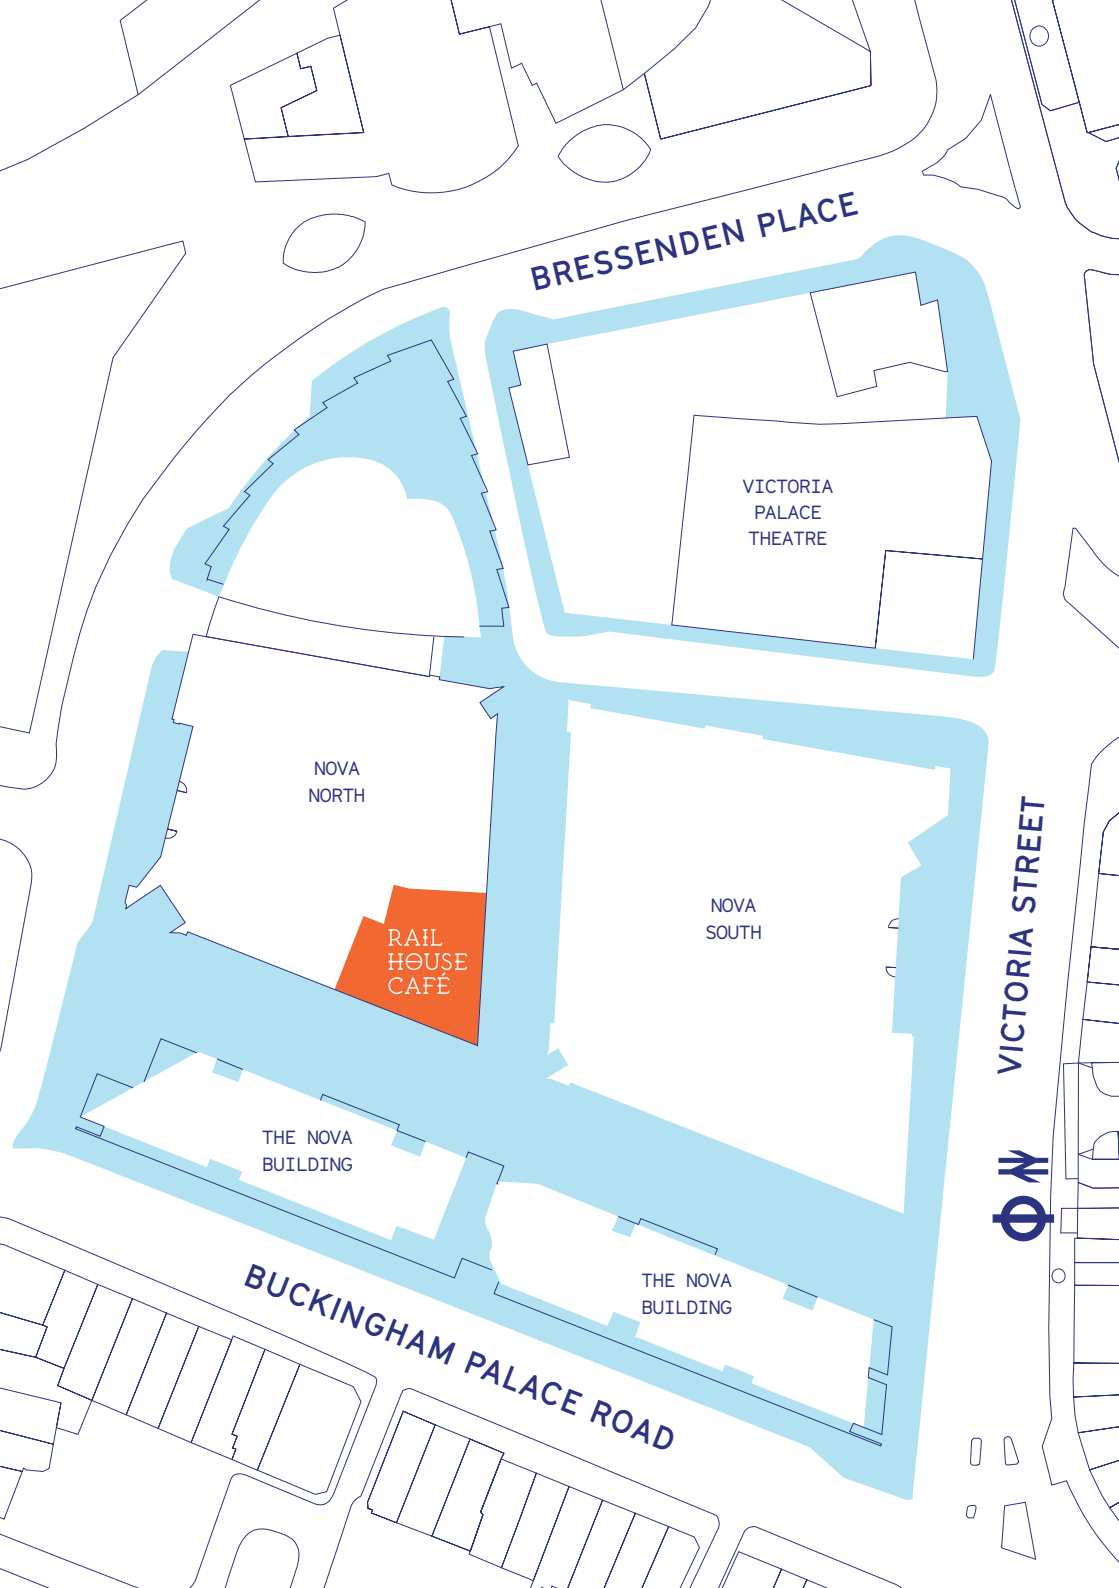 BRESSENDEN PLACE
VICTORIA
PALACE
THEATRE
NOVA
NORTH
VICTORIA STREET
NOVA
SOUTH
RAIL
HOUSE
CAFÉ
THE NOVA
BUILDING
THE NOVA
BUILDING
BUCKINGHAM PALACE ROAD